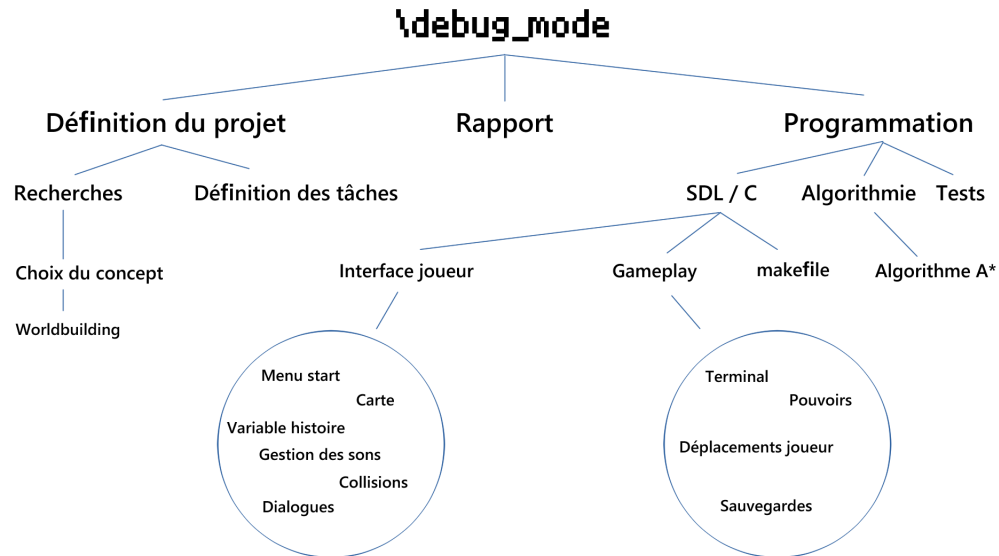 \debug_mode
Définition du projet
Rapport
Programmation
Recherches
Définition des tâches
SDL / C
Algorithmie
Tests
Choix du concept
Interface joueur
Gameplay
makefile
Algorithme A*
Worldbuilding
Menu start
Carte
Variable histoire
Gestion des sons
Collisions
Dialogues
Terminal
Pouvoirs
Déplacements joueur
Sauvegardes